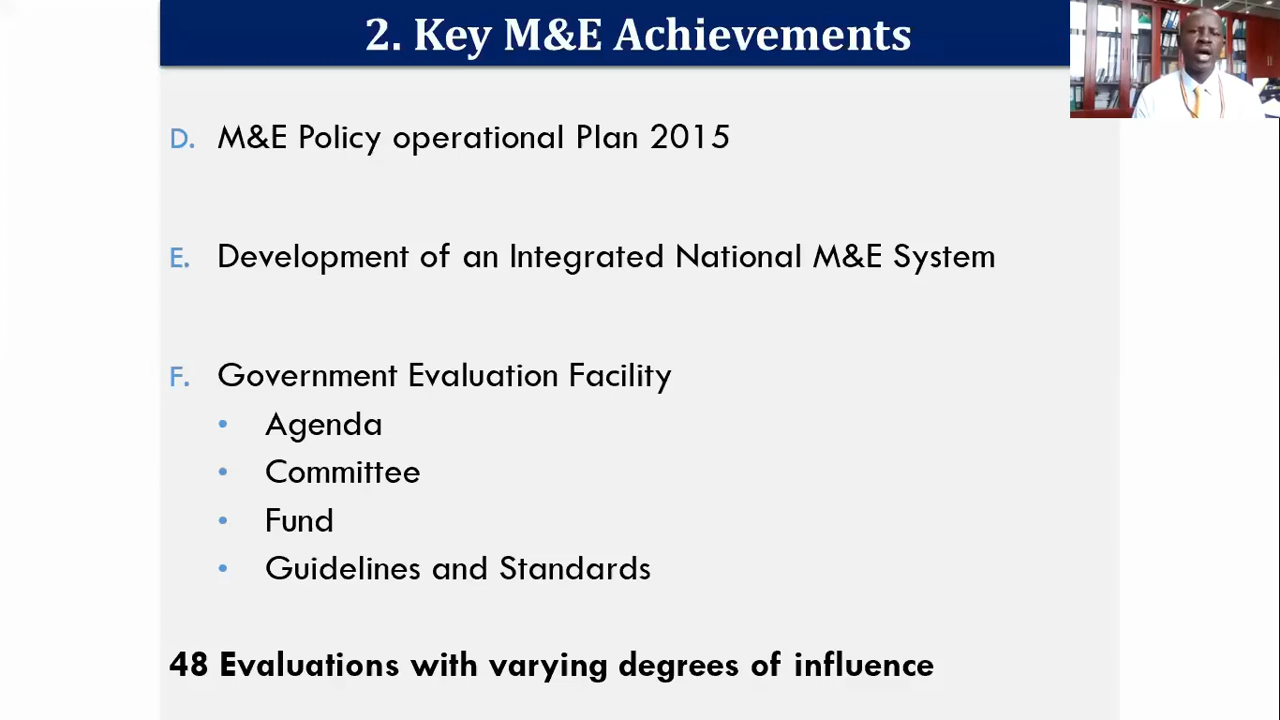 2. Key M&E Achievements
D. M&E Policy operational Plan 2015
E. Development of an Integrated National M&E System
F. Government Evaluation Facility
• Agenda
• Committee
• Fund
• Guidelines and Standards
48 Evaluations with varying degrees of influence